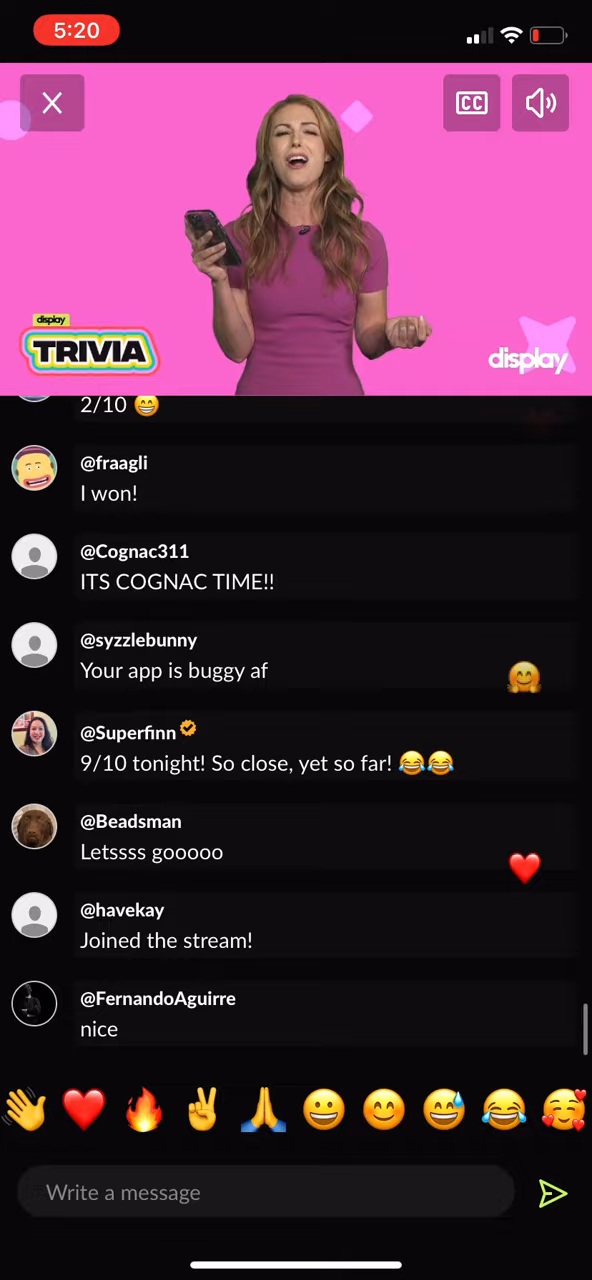 5:20
CC
display
TRIVIA
display
2/10 😁
@fraagli
I won!
@Cognac311
ITS COGNAC TIME!!
@syzzlebunny
Your app is buggy af
@Superfinn
9/10 tonight! So close, yet so far! 😂😂
@Beadsman
Letssss gooooo
@havekay
Joined the stream!
@FernandoAguirre
nice
Write a message